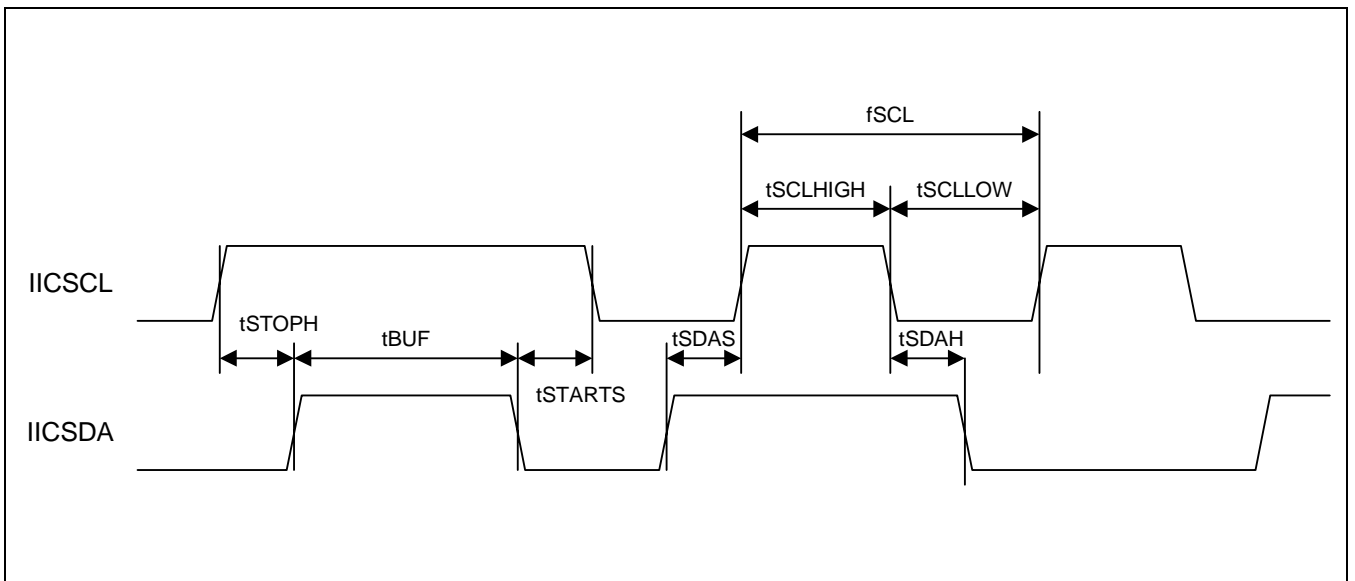 fSCL
tSCLHIGH
tSCLLOW
IICSCL
tSTOPH
tBUF
tSDAS
tSDAH
tSTARTS
IICSDA